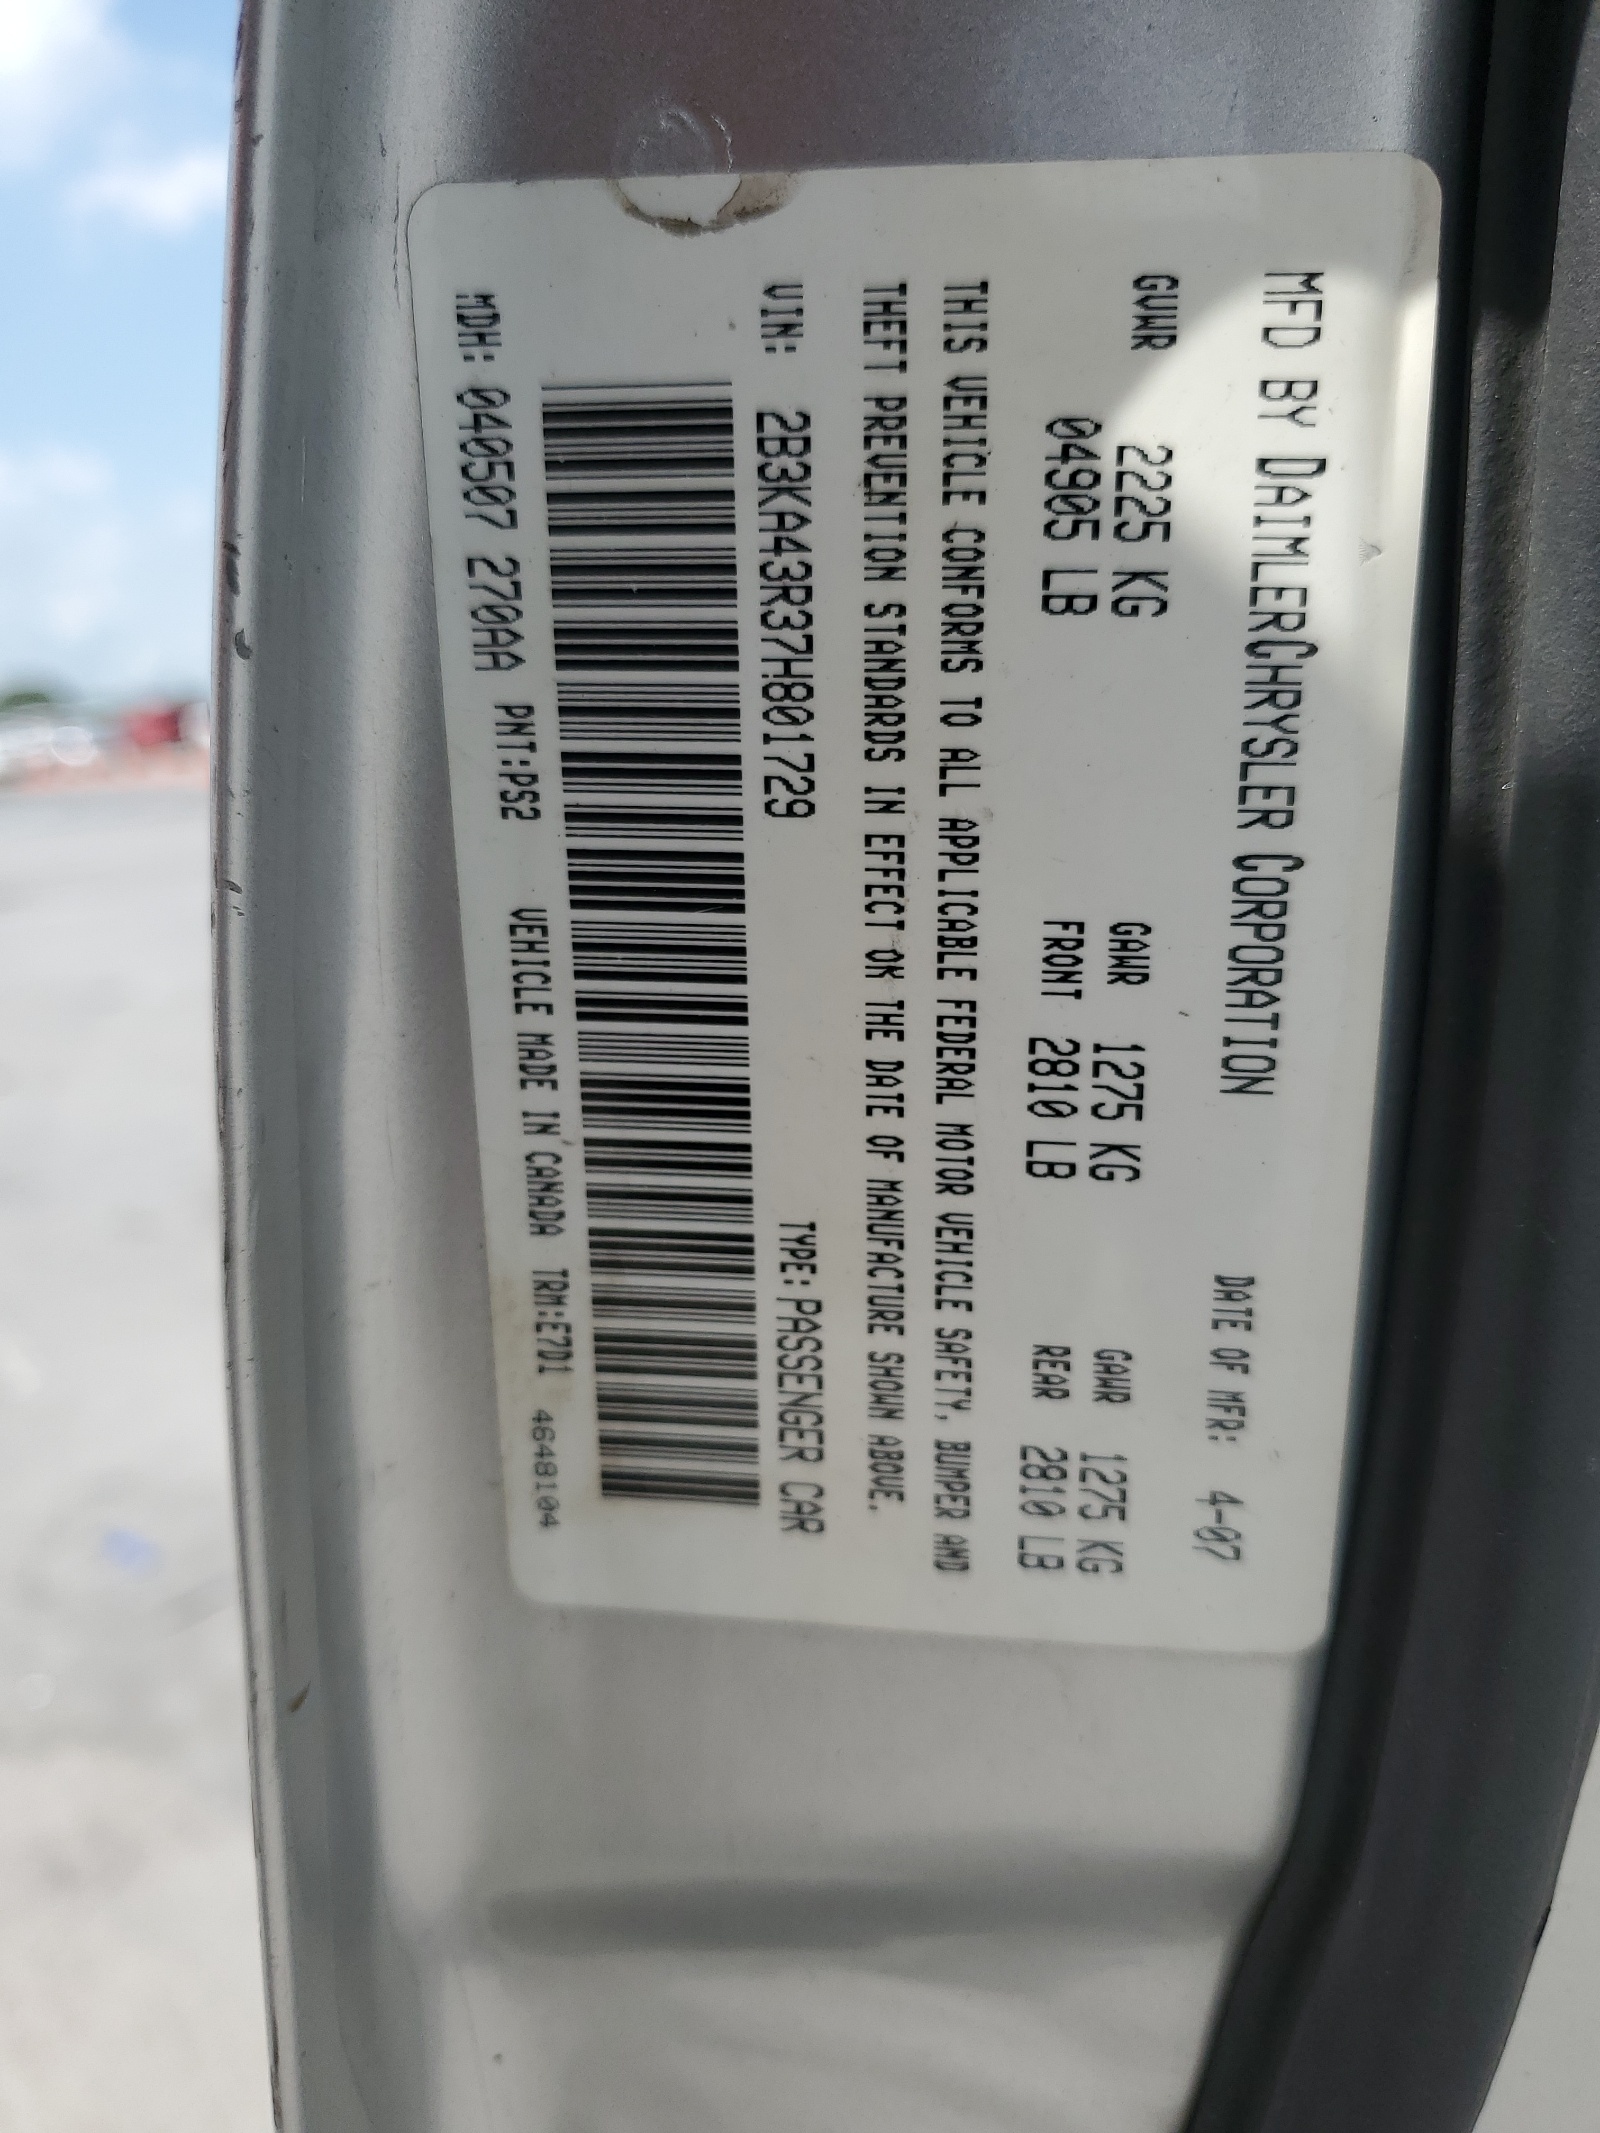 MFD BY DAIMLERCHRYSLER CORPORATION DATE OF MFR: 4-07
GVWR 2225 KG GAWR 1275 KG GAWR 1275 KG
04905 LB FRONT 2810 LB REAR 2810 LB
THIS VEHICLE CONFORMS TO ALL APPLICABLE FEDERAL MOTOR VEHICLE SAFETY, BUMPER AND
THEFT PREVENTION STANDARDS IN EFFECT ON THE DATE OF MANUFACTURE SHOWN ABOVE.
VIN: 2B3KA43R37H801729 TYPE: PASSENGER CAR
MDH: 040507 270AA PNT:PS2 VEHICLE MADE IN CANADA TRM:E7D1 4648104